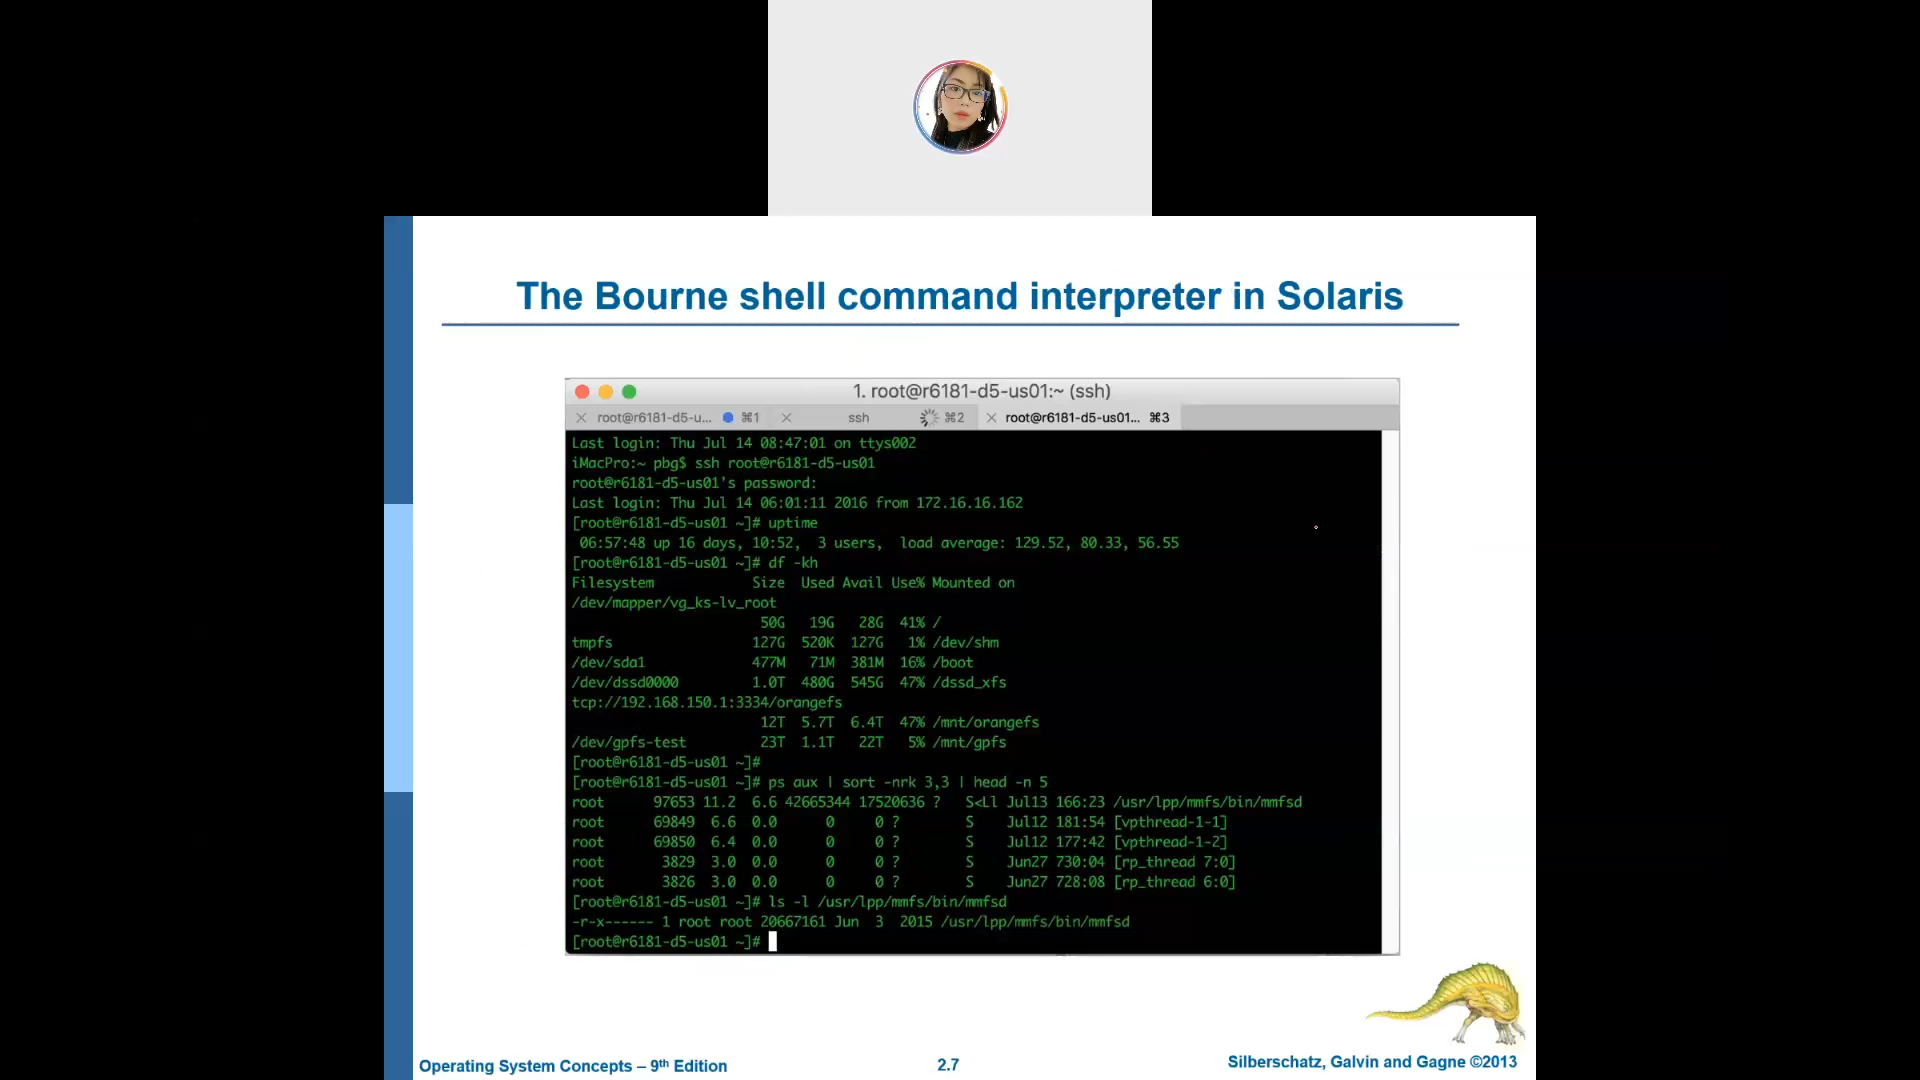 The Bourne shell command interpreter in Solaris
1. root@r6181-d5-us01:~ (ssh)
root@r6181-d5-u... ⌘1 ssh ⌘2 root@r6181-d5-us01... ⌘3
Last login: Thu Jul 14 08:47:01 on ttys002
iMacPro:~ pbg$ ssh root@r6181-d5-us01
root@r6181-d5-us01's password:
Last login: Thu Jul 14 06:01:11 2016 from 172.16.16.162
[root@r6181-d5-us01 ~]# uptime
06:57:48 up 16 days, 10:52, 3 users, load average: 129.52, 80.33, 56.55
[root@r6181-d5-us01 ~]# df -kh
Filesystem Size Used Avail Use% Mounted on
/dev/mapper/vg_ks-lv_root
50G 19G 28G 41% /
tmpfs 127G 520K 127G 1% /dev/shm
/dev/sda1 477M 71M 381M 16% /boot
/dev/dssd0000 1.0T 480G 545G 47% /dssd_xfs
tcp://192.168.150.1:3334/orangefs
12T 5.7T 6.4T 47% /mnt/orangefs
/dev/gpfs-test 23T 1.1T 22T 5% /mnt/gpfs
[root@r6181-d5-us01 ~]#
[root@r6181-d5-us01 ~]# ps aux | sort -nrk 3,3 | head -n 5
root 97653 11.2 6.6 42665344 17520636 ? S<Ll Jul13 166:23 /usr/lpp/mmfs/bin/mmfsd
root 69849 6.6 0.0 0 0 ? S Jul12 181:54 [vpthread-1-1]
root 69850 6.4 0.0 0 0 ? S Jul12 177:42 [vpthread-1-2]
root 3829 3.0 0.0 0 0 ? S Jun27 730:04 [rp_thread 7:0]
root 3826 3.0 0.0 0 0 ? S Jun27 728:08 [rp_thread 6:0]
[root@r6181-d5-us01 ~]# ls -l /usr/lpp/mmfs/bin/mmfsd
-r-x------ 1 root root 20667161 Jun 3 2015 /usr/lpp/mmfs/bin/mmfsd
[root@r6181-d5-us01 ~]#
Operating System Concepts – 9th Edition
2.7
Silberschatz, Galvin and Gagne ©2013